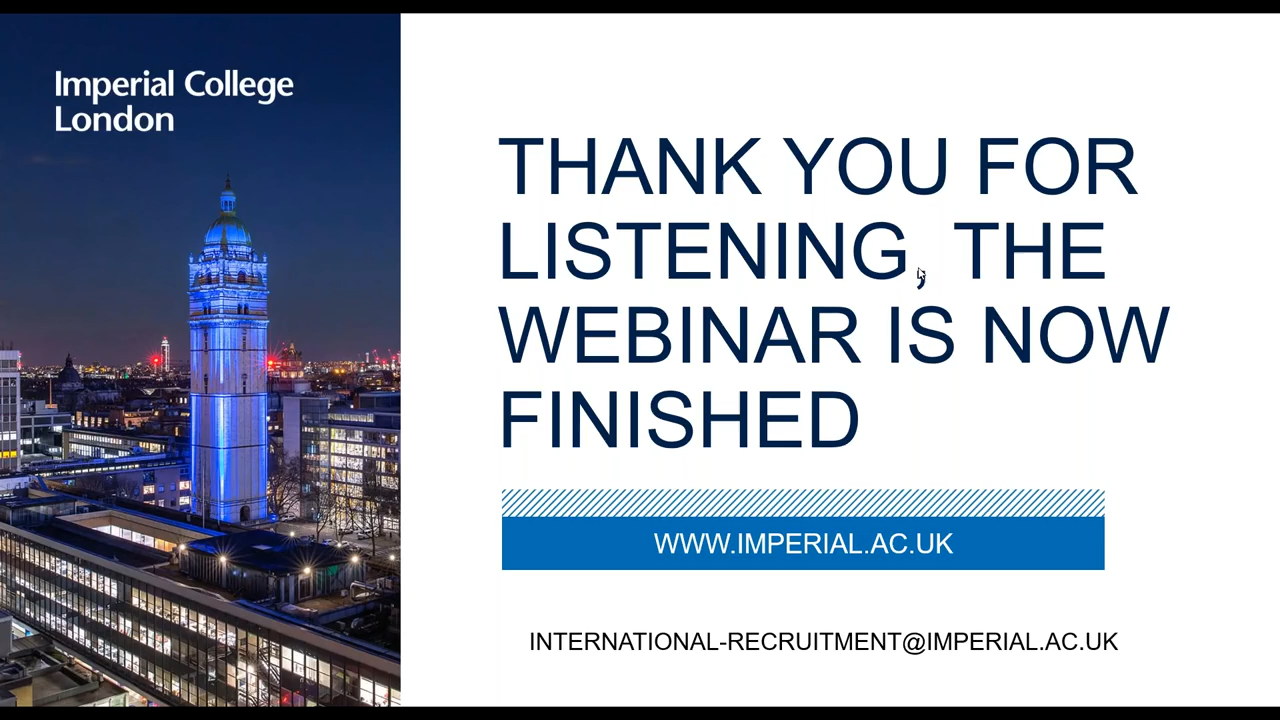 Imperial College
London
THANK YOU FOR
LISTENING, THE
WEBINAR IS NOW
FINISHED
WWW.IMPERIAL.AC.UK
INTERNATIONAL-RECRUITMENT@IMPERIAL.AC.UK